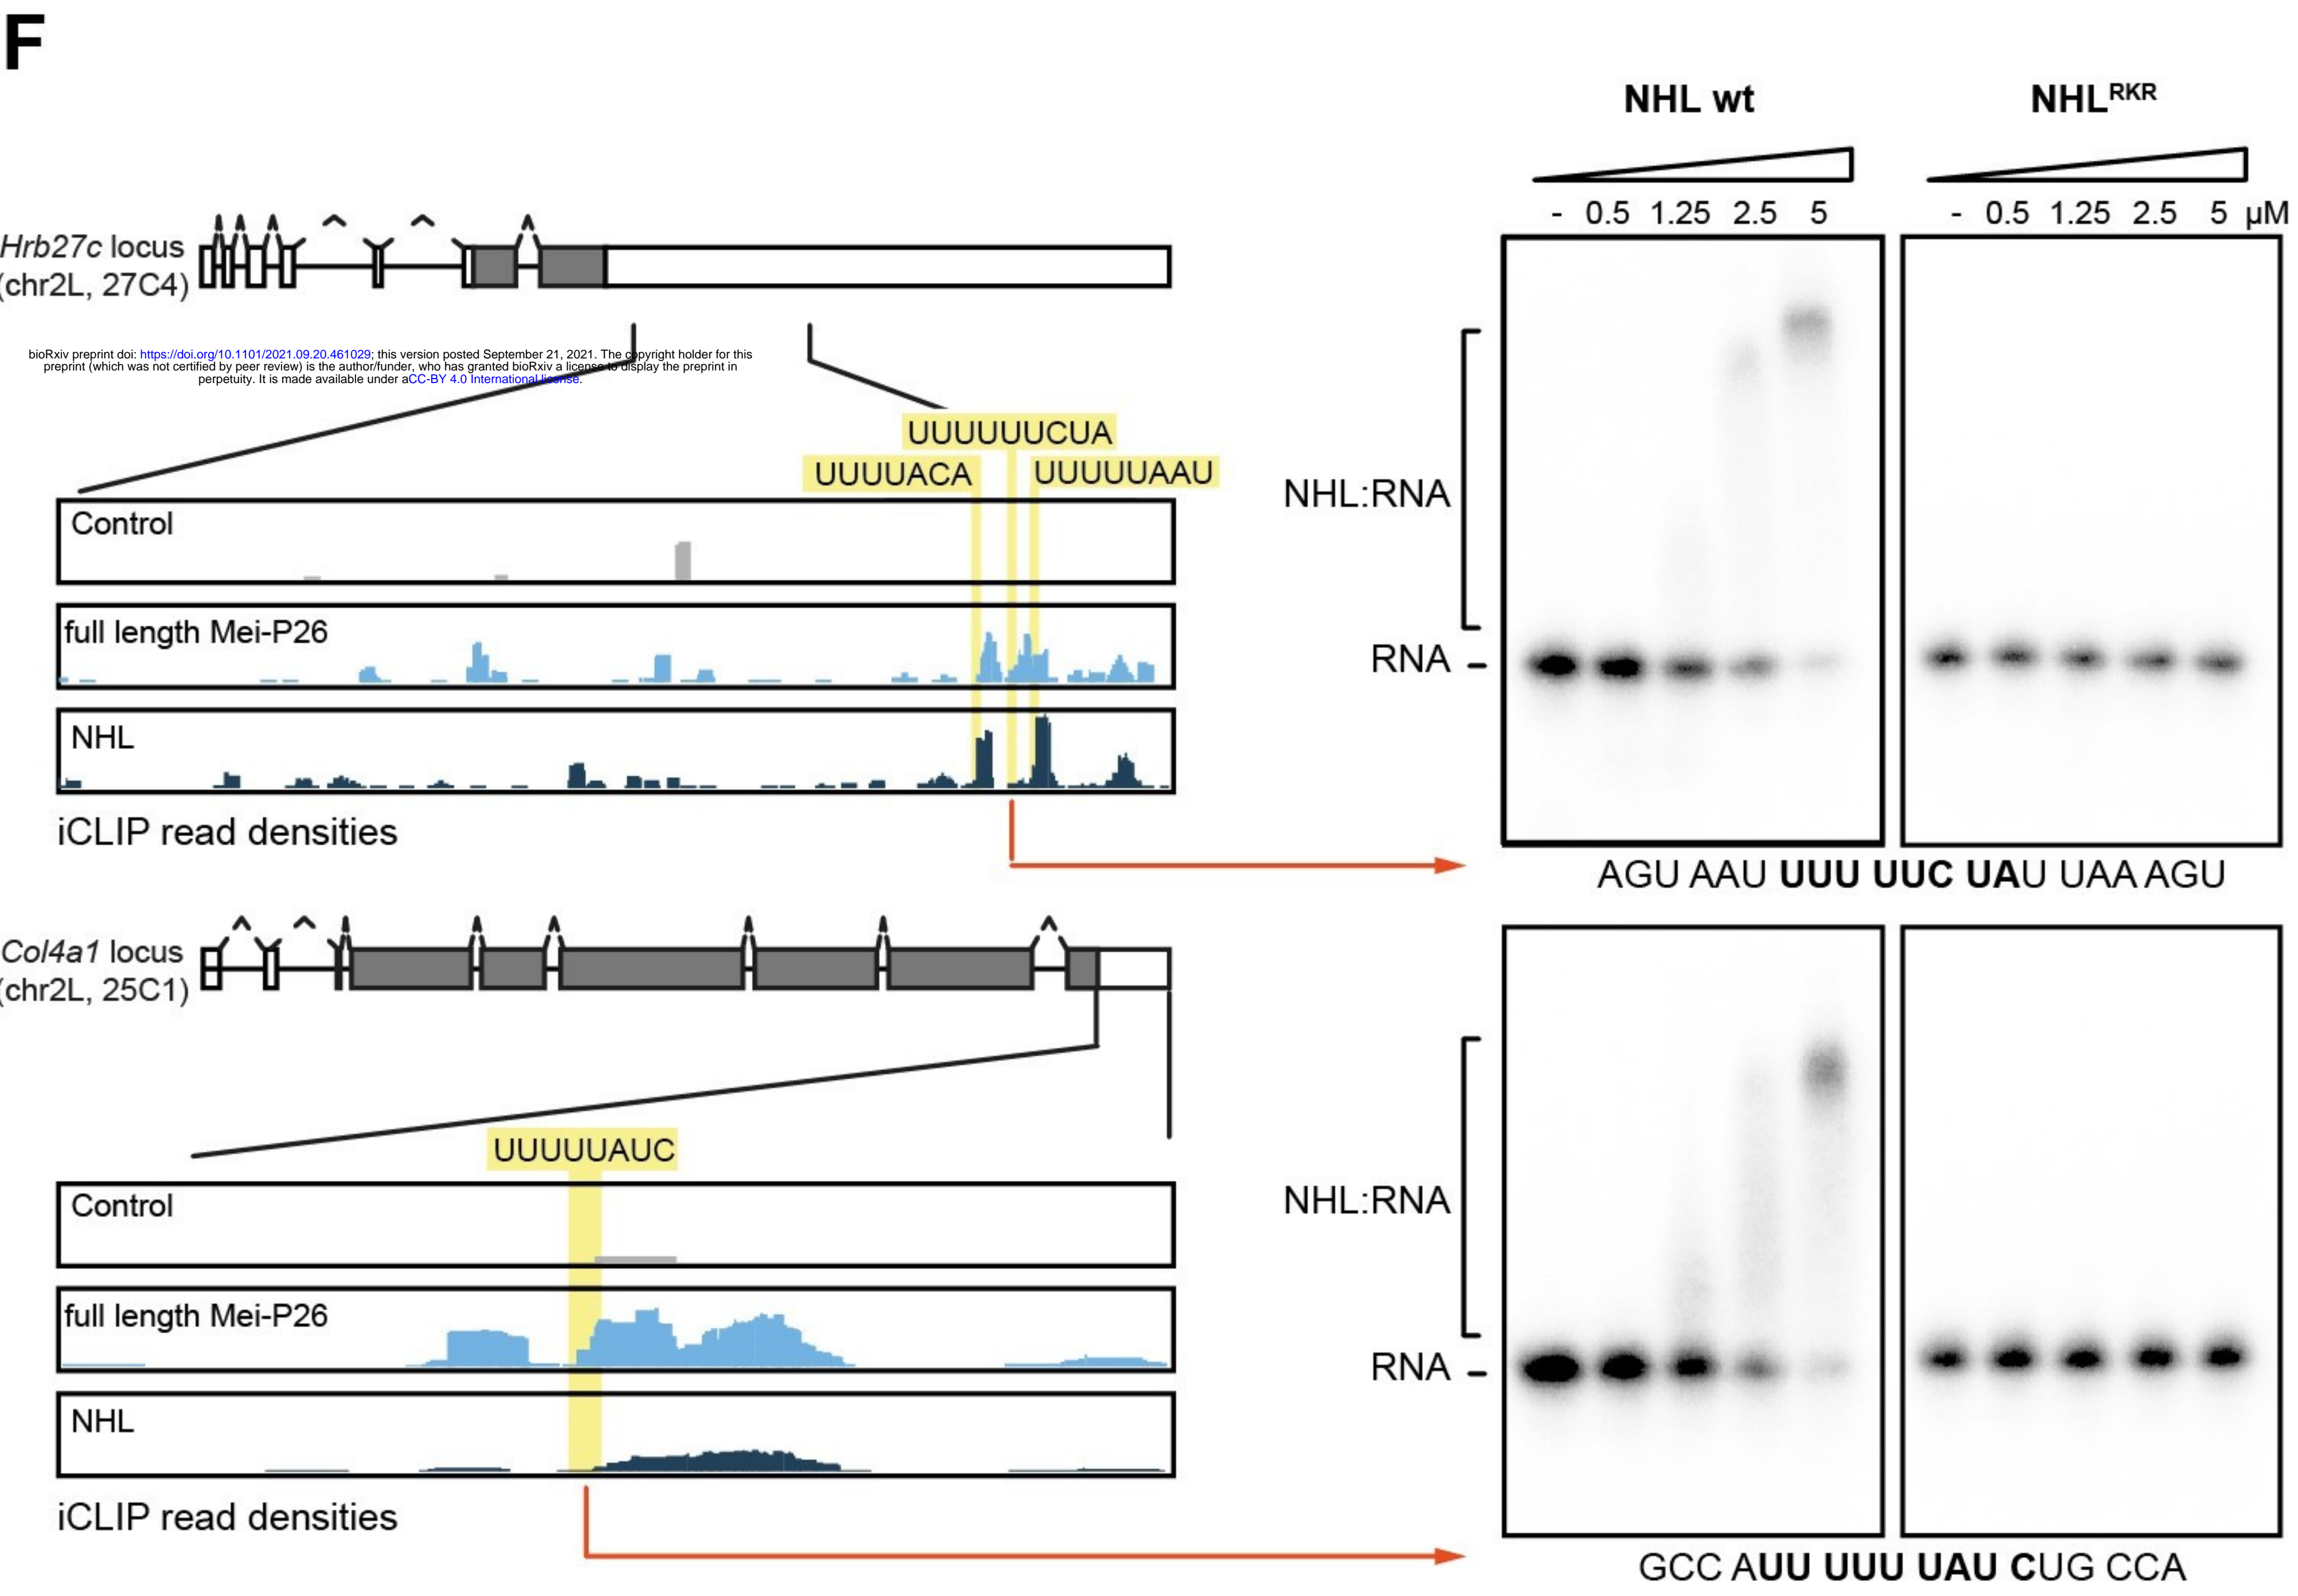 F
NHL wt
NHLRKR
- 0.5 1.25 2.5 5
- 0.5 1.25 2.5 5 µM
Hrb27c locus
(chr2L, 27C4)
bioRxiv preprint doi: https://doi.org/10.1101/2021.09.20.461029; this version posted September 21, 2021. The copyright holder for this
preprint (which was not certified by peer review) is the author/funder, who has granted bioRxiv a license to display the preprint in
perpetuity. It is made available under aCC-BY 4.0 International license.
UUUUUUCUA
UUUUACA
UUUUUAAU
Control
full length Mei-P26
NHL
iCLIP read densities
NHL:RNA
RNA
AGU AAU UUU UUC UAU UAA AGU
Col4a1 locus
(chr2L, 25C1)
UUUUUAUC
Control
full length Mei-P26
NHL
iCLIP read densities
NHL:RNA
RNA
GCC AUU UUU UAU CUG CCA